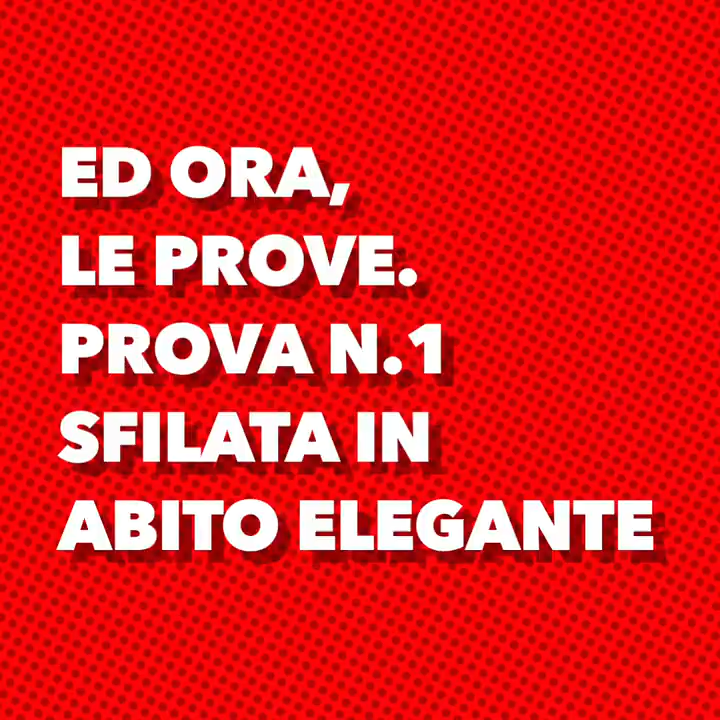 ED ORA,
LE PROVE.
PROVA N.1
SFILATA IN
ABITO ELEGANTE